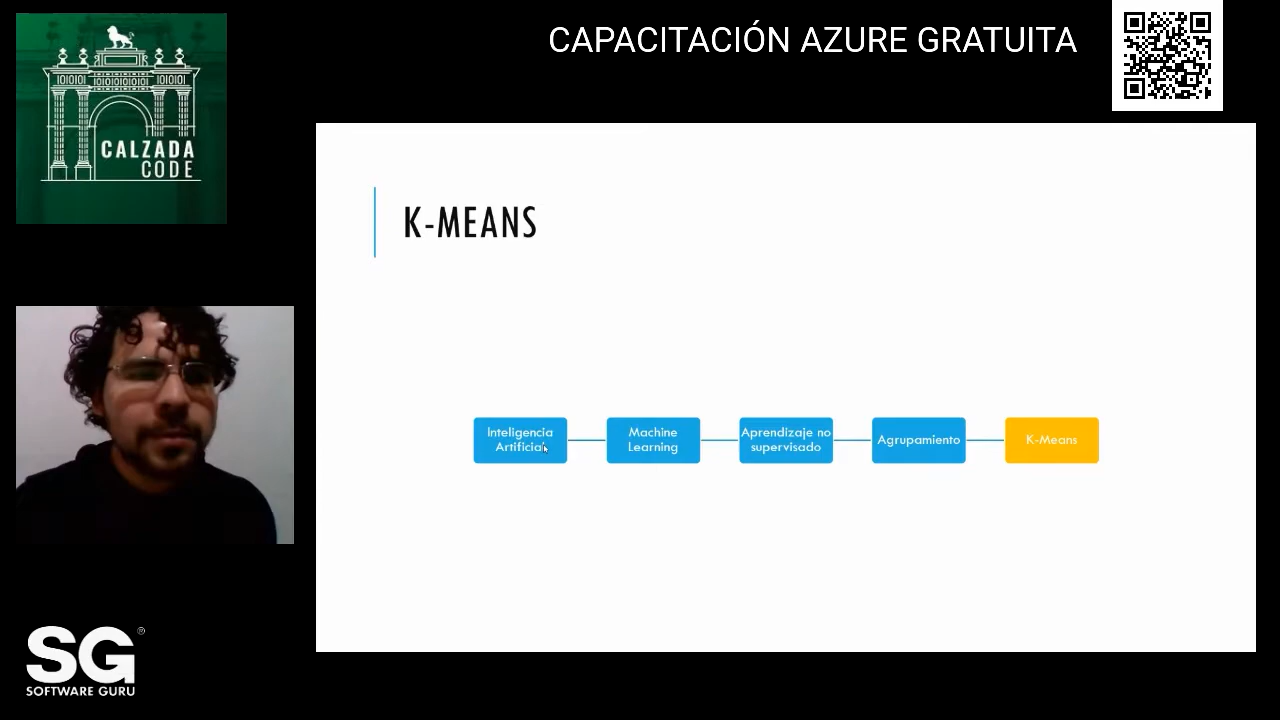 CAPACITACIÓN AZURE GRATUITA
CALZADA
CODE
K-MEANS
Inteligencia
Artificial
Machine
Learning
Aprendizaje no
supervisado
Agrupamiento
K-Means
SG®
SOFTWARE GURU